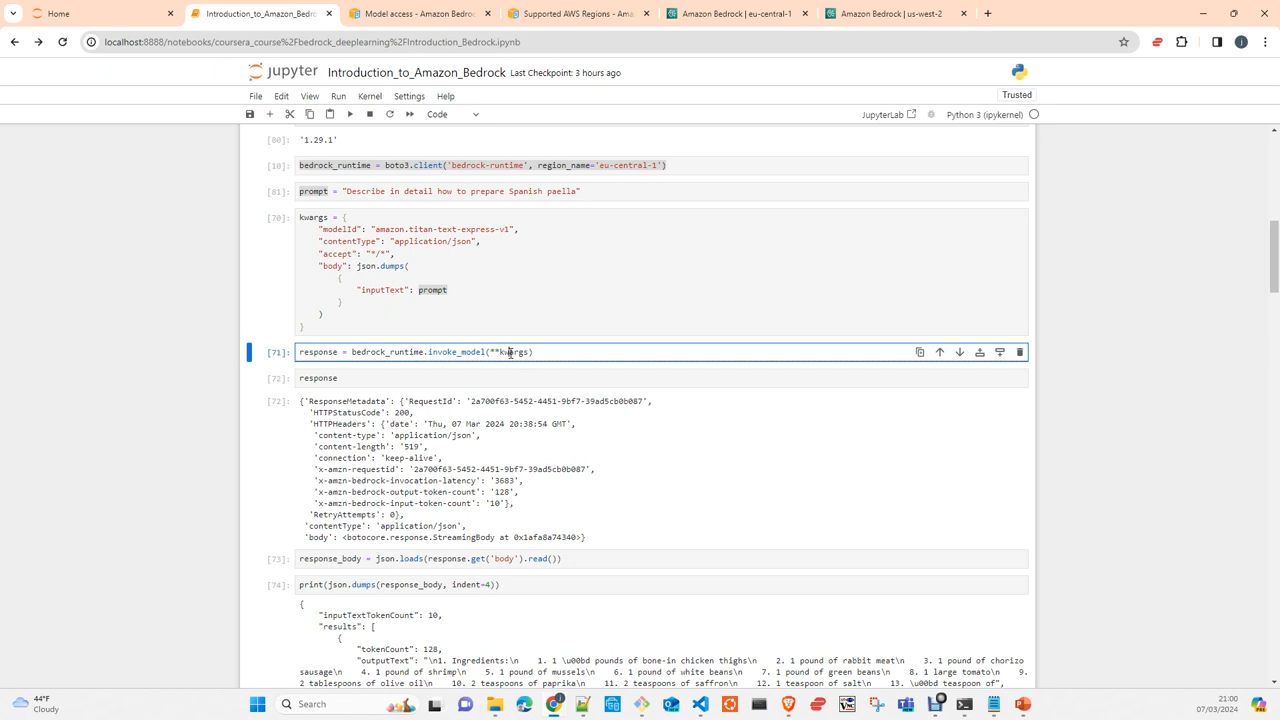 Home
Introduction_to_Amazon_Bedro
Model access - Amazon Bedrock
Supported AWS Regions - Ama
Amazon Bedrock | eu-central-1
Amazon Bedrock | us-west-2
localhost:8888/notebooks/coursera_course%2Fbedrock_deeplearning%2FIntroduction_Bedrock.ipynb
jupyter Introduction_to_Amazon_Bedrock Last Checkpoint: 3 hours ago
File Edit View Run Kernel Settings Help
Trusted
Code
JupyterLab
Python 3 (ipykernel)
[80]: '1.29.1'
[10]: bedrock_runtime = boto3.client('bedrock-runtime', region_name='eu-central-1')
[81]: prompt = "Describe in detail how to prepare Spanish paella"
[70]: kwargs = {
"modelId": "amazon.titan-text-express-v1",
"contentType": "application/json",
"accept": "*/*",
"body": json.dumps(
{
"inputText": prompt
}
)
}
[71]: response = bedrock_runtime.invoke_model(**kwargs)
[72]: response
[72]: {'ResponseMetadata': {'RequestId': '2a700f63-5452-4451-9bf7-39ad5cb0b087',
'HTTPStatusCode': 200,
'HTTPHeaders': {'date': 'Thu, 07 Mar 2024 20:38:54 GMT',
'content-type': 'application/json',
'content-length': '519',
'connection': 'keep-alive',
'x-amzn-requestid': '2a700f63-5452-4451-9bf7-39ad5cb0b087',
'x-amzn-bedrock-invocation-latency': '3683',
'x-amzn-bedrock-output-token-count': '128',
'x-amzn-bedrock-input-token-count': '10'},
'RetryAttempts': 0},
'contentType': 'application/json',
'body': <botocore.response.StreamingBody at 0x1afa8a74340>}
[73]: response_body = json.loads(response.get('body').read())
[74]: print(json.dumps(response_body, indent=4))
{
"inputTextTokenCount": 10,
"results": [
{
"tokenCount": 128,
"outputText": "\n1. Ingredients:\n 1. 1 \u00bd pounds of bone-in chicken thighs\n 2. 1 pound of rabbit meat\n 3. 1 pound of chorizo
sausage\n 4. 1 pound of shrimp\n 5. 1 pound of mussels\n 6. 1 pound of white beans\n 7. 1 pound of green beans\n 8. 1 large tomato\n 9.
2 tablespoons of olive oil\n 10. 2 teaspoons of paprika\n 11. 2 teaspoons of saffron\n 12. 1 teaspoon of salt\n 13. \u00bd teaspoon of",
44°F
Cloudy
Search
21:00
07/03/2024